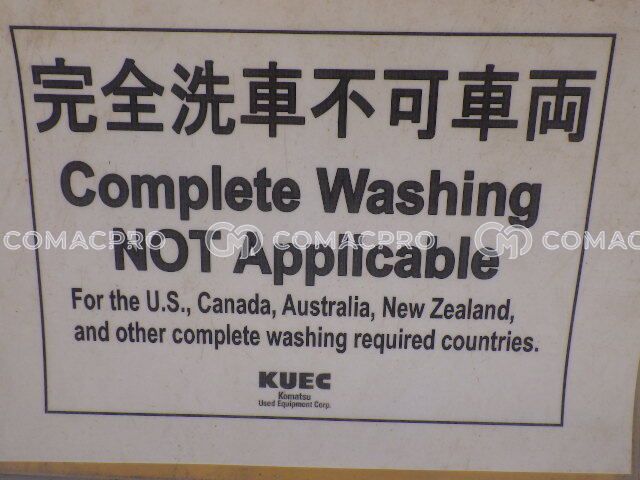 完全洗車不可車両
Complete Washing
NOT Applicable
COMACPRO COMACPRO COMACPRO
For the U.S., Canada, Australia, New Zealand,
and other complete washing required countries.
KUEC
Komatsu
Used Equipment Corp.